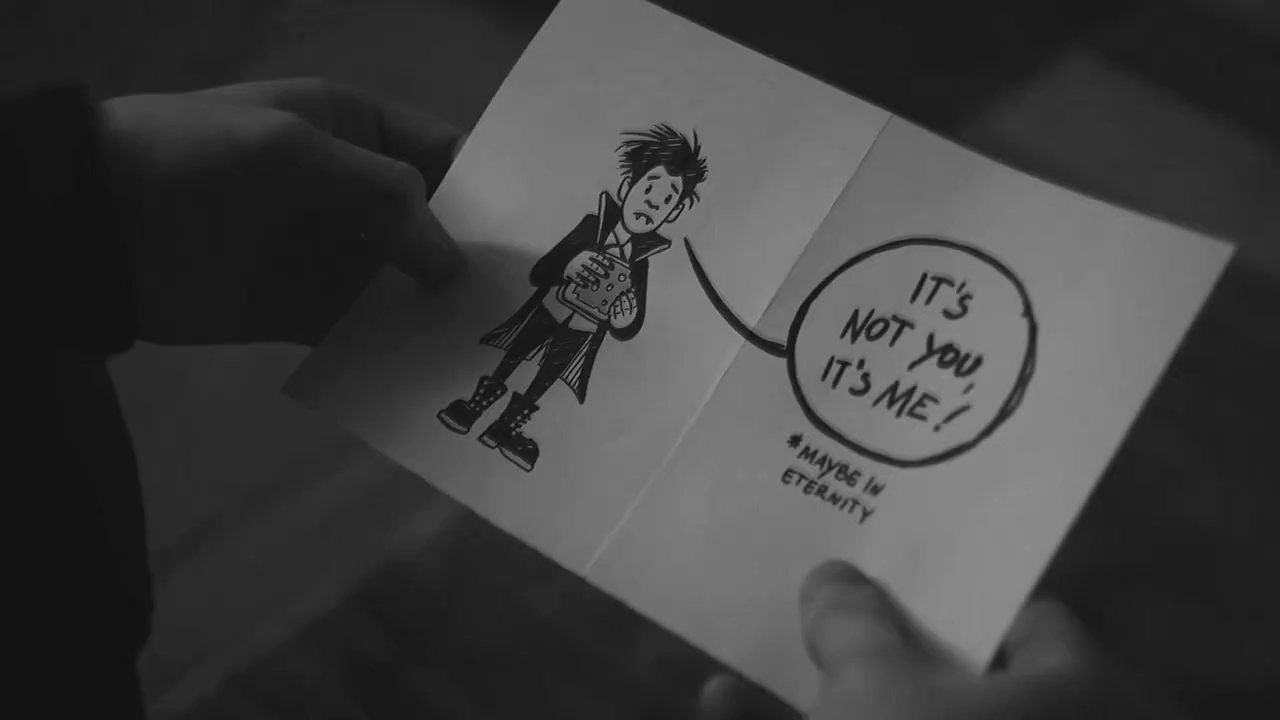 IT'S
NOT YOU,
IT'S ME!
*MAYBE IN
ETERNITY